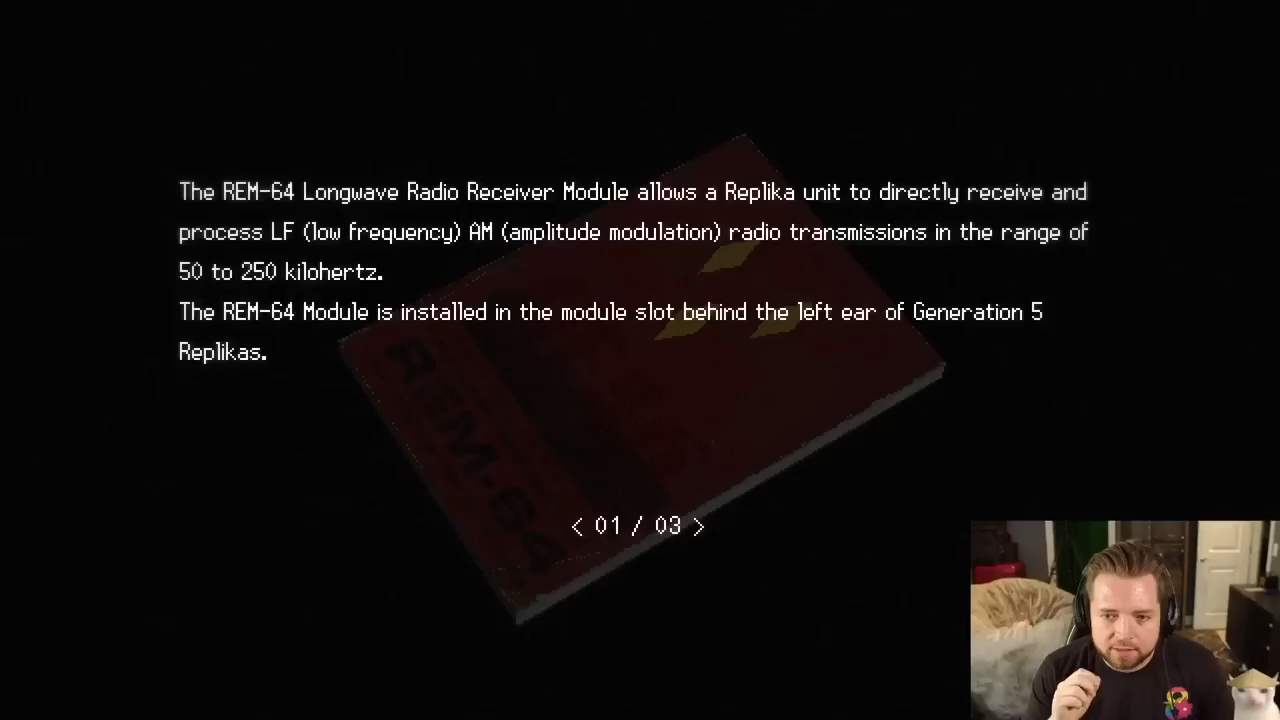 The REM-64 Longwave Radio Receiver Module allows a Replika unit to directly receive and
process LF (low frequency) AM (amplitude modulation) radio transmissions in the range of
50 to 250 kilohertz.
The REM-64 Module is installed in the module slot behind the left ear of Generation 5
Replikas.
REM-64
< 01 / 03 >